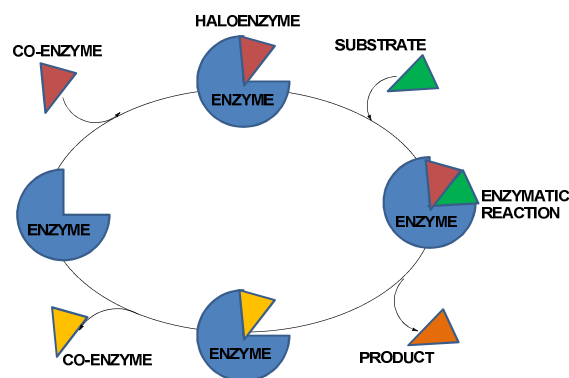 HALOENZYME
CO-ENZYME
SUBSTRATE
ENZYME
ENZYMATIC
REACTION
ENZYME
ENZYME
ENZYME
CO-ENZYME
PRODUCT